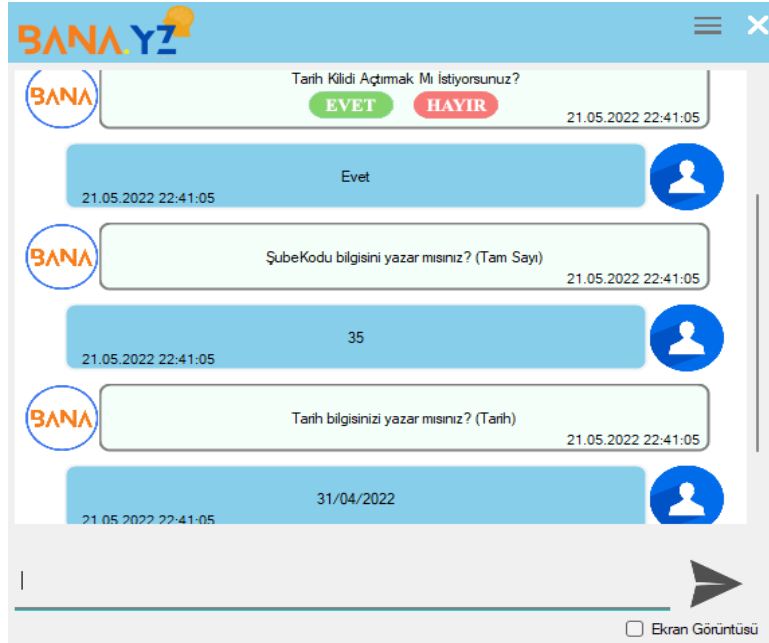 BANA.YZ
BANA
Tarih Kilidi Açtırmak Mı İstiyorsunuz?
EVET HAYIR
21.05.2022 22:41:05
Evet
21.05.2022 22:41:05
BANA
ŞubeKodu bilgisini yazar mısınız? (Tam Sayı)
21.05.2022 22:41:05
35
21.05.2022 22:41:05
BANA
Tarih bilgisinizi yazar mısınız? (Tarih)
21.05.2022 22:41:05
31/04/2022
21.05.2022 22:41:05
Ekran Görüntüsü